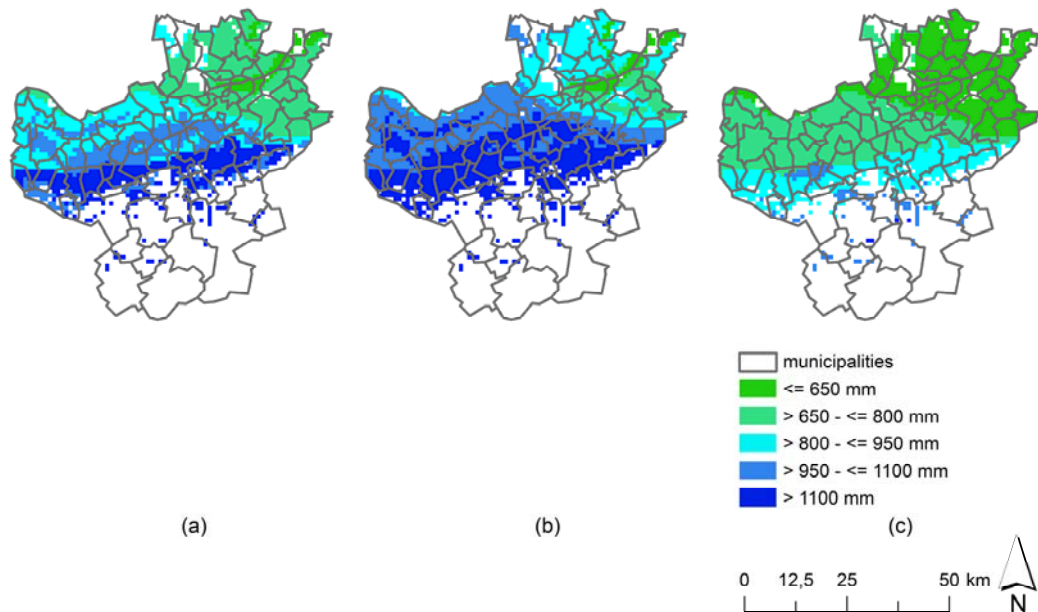 municipalities
<= 650 mm
> 650 - <= 800 mm
> 800 - <= 950 mm
> 950 - <= 1100 mm
> 1100 mm
(a) (b) (c)
0 12,5 25 50 km
N